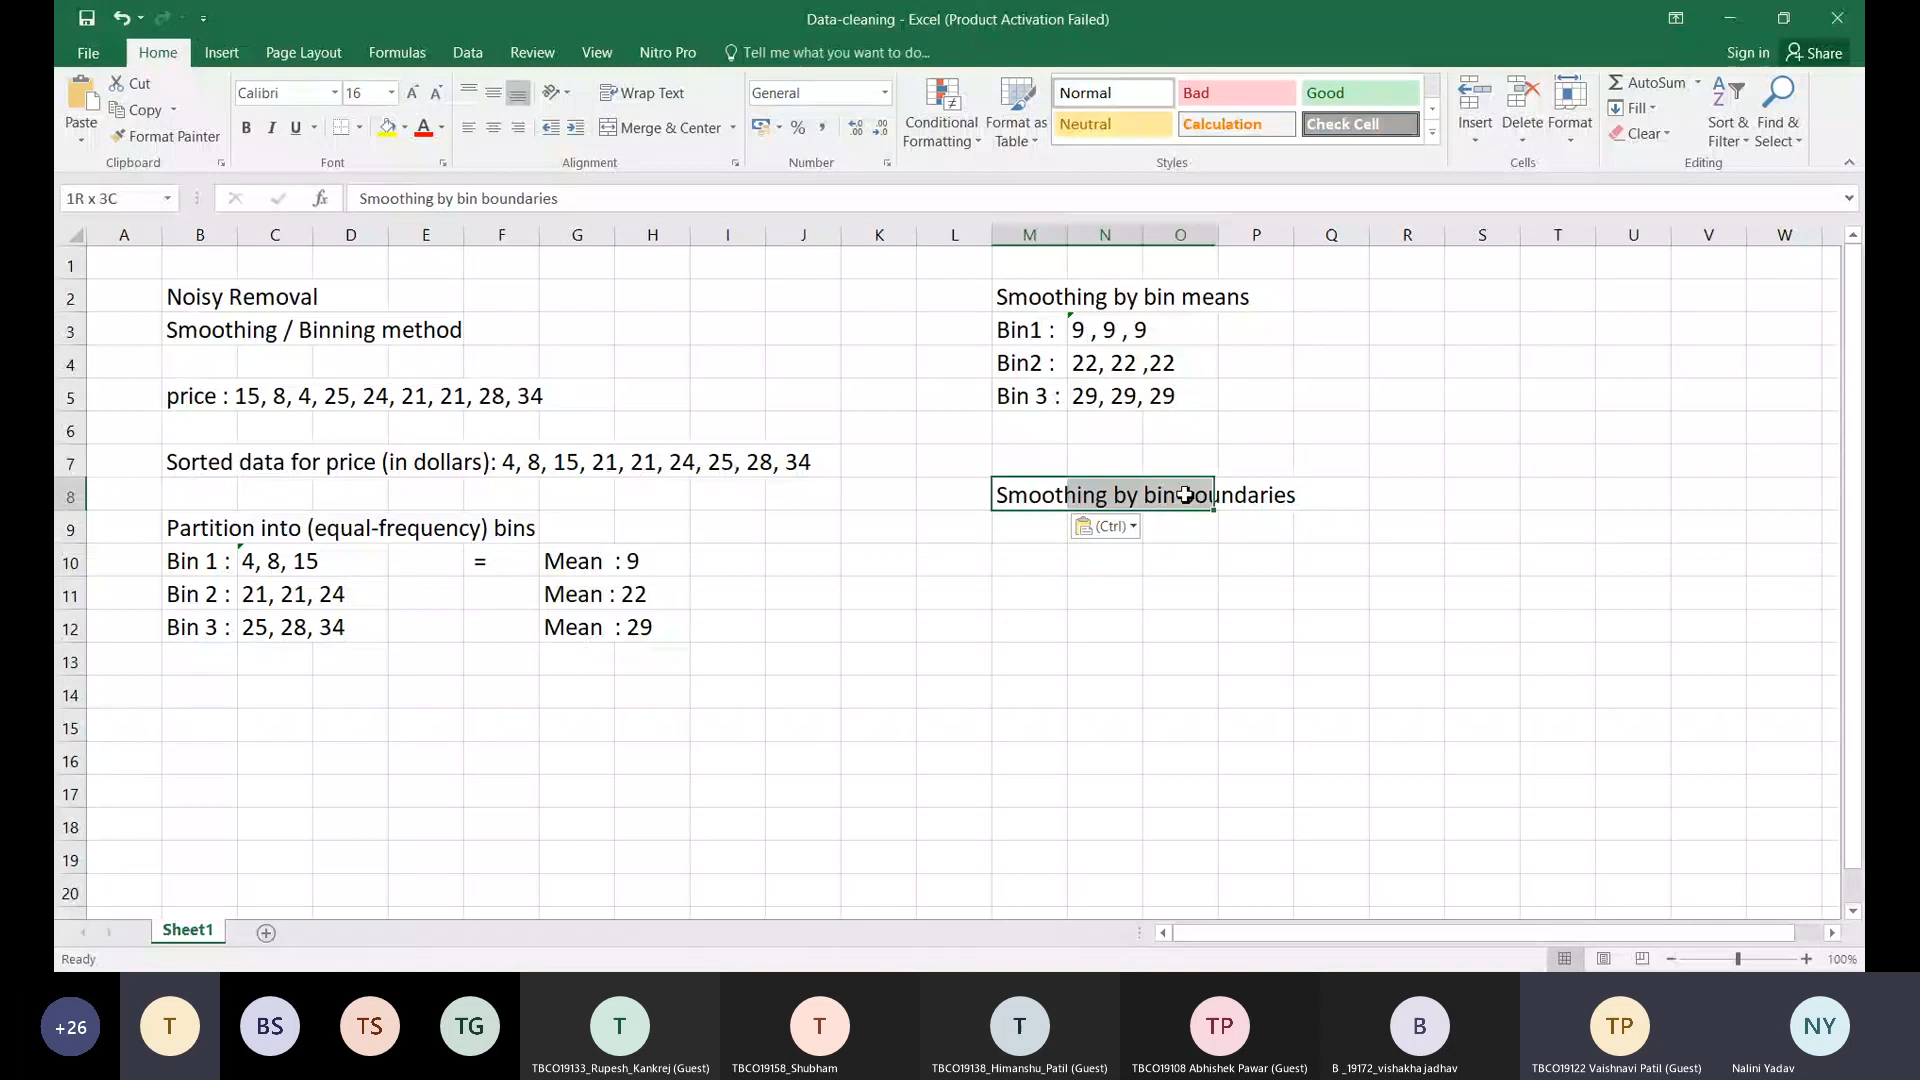 Data-cleaning - Excel (Product Activation Failed)
File Home Insert Page Layout Formulas Data Review View Nitro Pro Tell me what you want to do... Sign in Share
Paste
Cut
Copy
Format Painter
Clipboard
Calibri 16
B I U
Font
Wrap Text
Merge & Center
Alignment
General
%
Number
Conditional Formatting
Format as Table
Normal Bad Good
Neutral Calculation Check Cell
Styles
Insert Delete Format
Cells
AutoSum
Fill
Clear
Sort & Filter
Find & Select
Editing
1R x 3C fx Smoothing by bin boundaries
A B C D E F G H I J K L M N O P Q R S T U V W
1
2 Noisy Removal Smoothing by bin means
3 Smoothing / Binning method Bin1 : 9 , 9 , 9
4 Bin2 : 22, 22 ,22
5 price : 15, 8, 4, 25, 24, 21, 21, 28, 34 Bin 3 : 29, 29, 29
6
7 Sorted data for price (in dollars): 4, 8, 15, 21, 21, 24, 25, 28, 34
8 Smoothing by bin boundaries
9 Partition into (equal-frequency) bins (Ctrl)
10 Bin 1 : 4, 8, 15 = Mean : 9
11 Bin 2 : 21, 21, 24 Mean : 22
12 Bin 3 : 25, 28, 34 Mean : 29
13
14
15
16
17
18
19
20
Sheet1
Ready 100%
+26 T BS TS TG T T T TP B TP NY
TBCO19133_Rupesh_Kankrej (Guest) TBCO19158_Shubham TBCO19138_Himanshu_Patil (Guest) TBCO19108 Abhishek Pawar (Guest) B _19172_vishakha jadhav TBCO19122 Vaishnavi Patil (Guest) Nalini Yadav